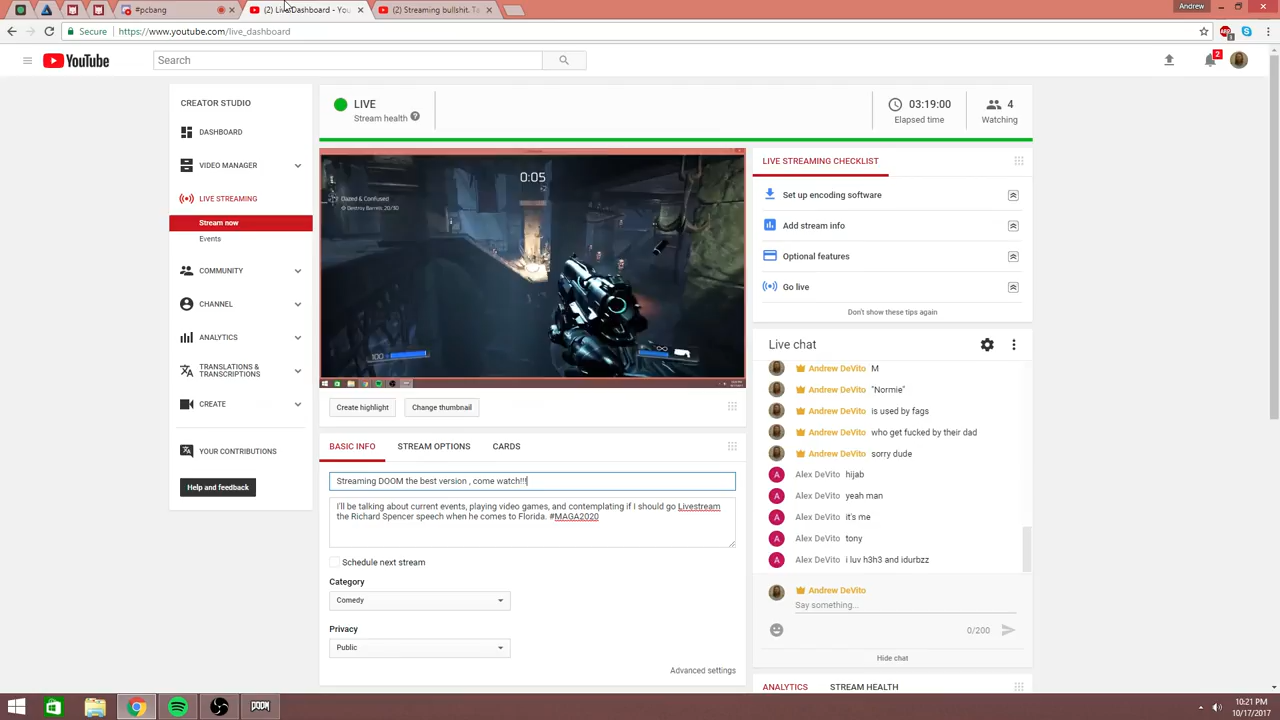 #pcbang
(2) Live Dashboard - You
(2) Streaming bullshit. T
Andrew
Secure
https://www.youtube.com/live_dashboard
YouTube
Search
2
CREATOR STUDIO
DASHBOARD
VIDEO MANAGER
LIVE STREAMING
Stream now
Events
COMMUNITY
CHANNEL
ANALYTICS
TRANSLATIONS &
TRANSCRIPTIONS
CREATE
YOUR CONTRIBUTIONS
Help and feedback
LIVE
Stream health
03:19:00
Elapsed time
4
Watching
0:05
Dazed & Confused
Destroy Barrels 20/30
100
Create highlight
Change thumbnail
BASIC INFO
STREAM OPTIONS
CARDS
Streaming DOOM the best version , come watch!!!
I'll be talking about current events, playing video games, and contemplating if i should go Livestream
the Richard Spencer speech when he comes to Florida. #MAGA2020
Schedule next stream
Category
Comedy
Privacy
Public
Advanced settings
LIVE STREAMING CHECKLIST
Set up encoding software
Add stream info
Optional features
Go live
Don't show these tips again
Live chat
Andrew DeVito M
Andrew DeVito "Normie"
Andrew DeVito is used by fags
Andrew DeVito who get fucked by their dad
Andrew DeVito sorry dude
Alex DeVito hijab
Alex DeVito yeah man
Alex DeVito it's me
Alex DeVito tony
Alex DeVito i luv h3h3 and idurbzz
Andrew DeVito
Say something...
0/200
Hide chat
ANALYTICS
STREAM HEALTH
DOOM
10:21 PM
10/17/2017